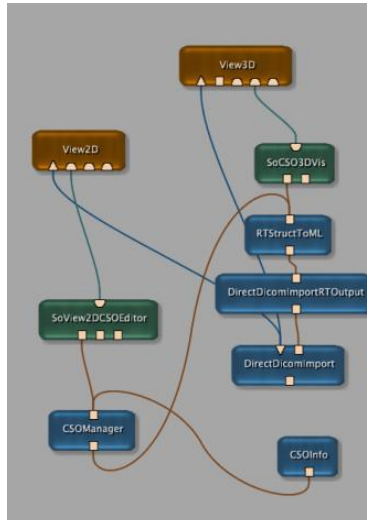 View3D
View2D
SoCSO3DVis
RTStructToML
DirectDicomImportRTOutput
SoView2DCSOEditor
DirectDicomImport
CSOManager
CSOInfo